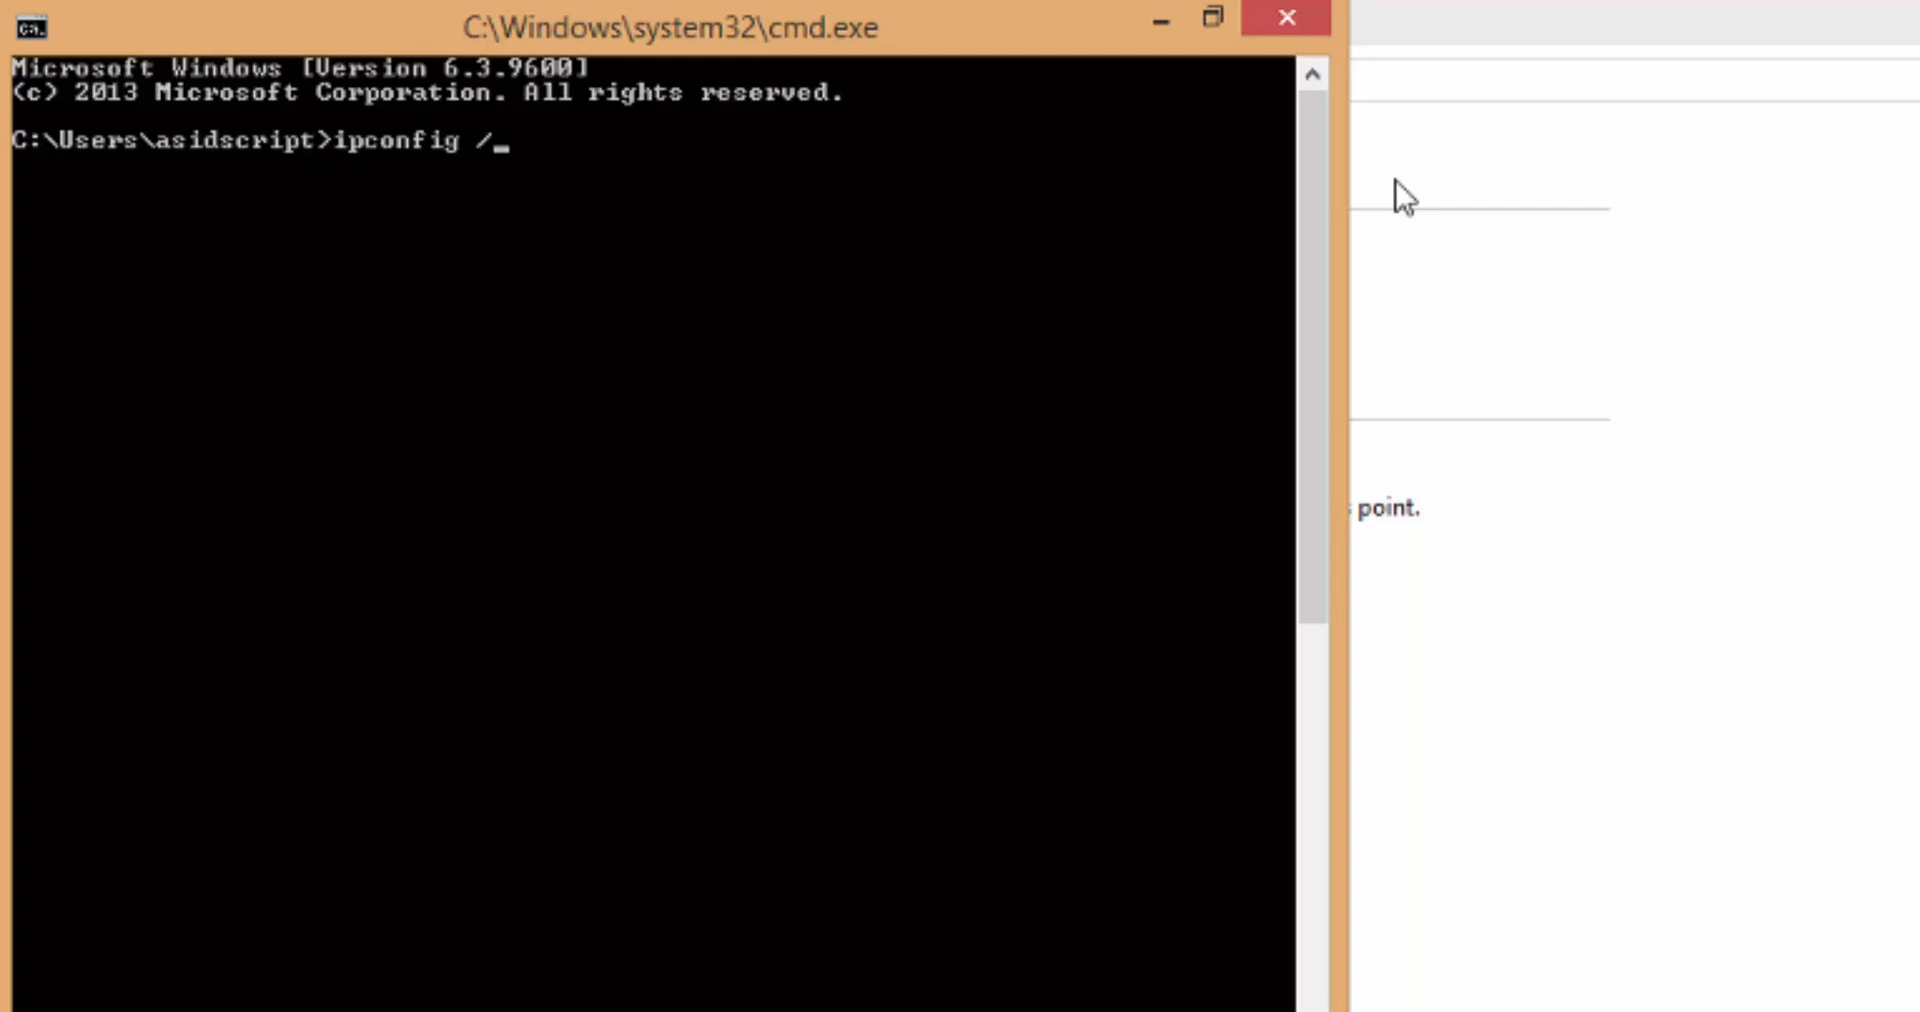 C:\Windows\system32\cmd.exe
Microsoft Windows [Version 6.3.9600]
(c) 2013 Microsoft Corporation. All rights reserved.
C:\Users\asidscript>ipconfig /_
point.